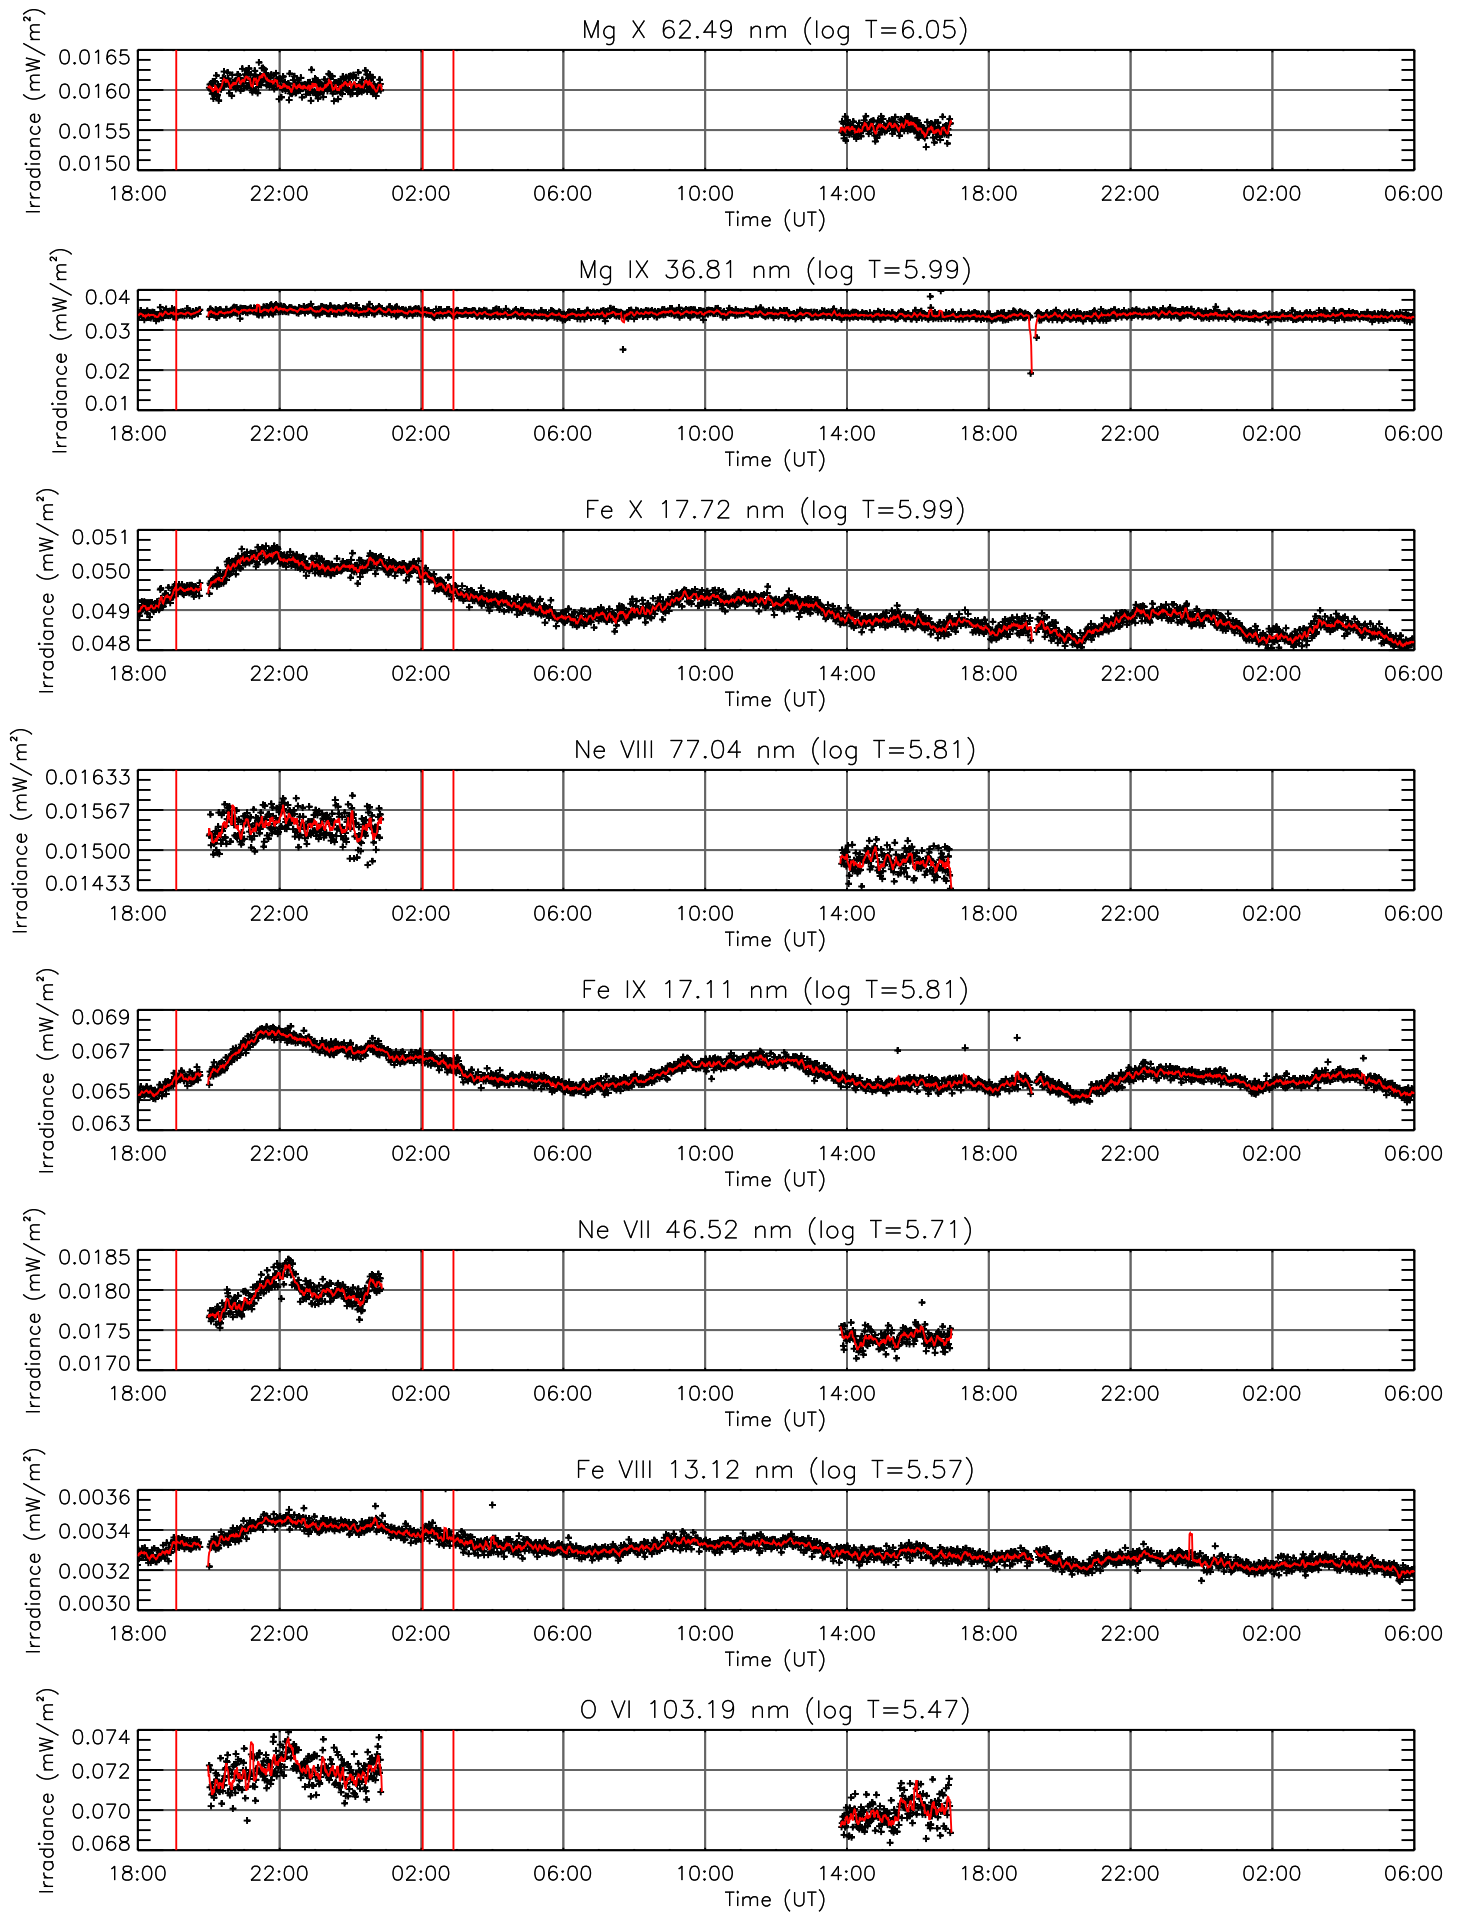 Mg X 62.49 nm (log T=6.05)
Irradiance (mW/m²)
0.0165
0.0160
0.0155
0.0150
18:00 22:00 02:00 06:00 10:00 14:00 18:00 22:00 02:00 06:00
Time (UT)
Mg IX 36.81 nm (log T=5.99)
Irradiance (mW/m²)
0.04
0.03
0.02
0.01
18:00 22:00 02:00 06:00 10:00 14:00 18:00 22:00 02:00 06:00
Time (UT)
Fe X 17.72 nm (log T=5.99)
Irradiance (mW/m²)
0.051
0.050
0.049
0.048
18:00 22:00 02:00 06:00 10:00 14:00 18:00 22:00 02:00 06:00
Time (UT)
Ne VIII 77.04 nm (log T=5.81)
Irradiance (mW/m²)
0.01633
0.01567
0.01500
0.01433
18:00 22:00 02:00 06:00 10:00 14:00 18:00 22:00 02:00 06:00
Time (UT)
Fe IX 17.11 nm (log T=5.81)
Irradiance (mW/m²)
0.069
0.067
0.065
0.063
18:00 22:00 02:00 06:00 10:00 14:00 18:00 22:00 02:00 06:00
Time (UT)
Ne VII 46.52 nm (log T=5.71)
Irradiance (mW/m²)
0.0185
0.0180
0.0175
0.0170
18:00 22:00 02:00 06:00 10:00 14:00 18:00 22:00 02:00 06:00
Time (UT)
Fe VIII 13.12 nm (log T=5.57)
Irradiance (mW/m²)
0.0036
0.0034
0.0032
0.0030
18:00 22:00 02:00 06:00 10:00 14:00 18:00 22:00 02:00 06:00
Time (UT)
O VI 103.19 nm (log T=5.47)
Irradiance (mW/m²)
0.074
0.072
0.070
0.068
18:00 22:00 02:00 06:00 10:00 14:00 18:00 22:00 02:00 06:00
Time (UT)